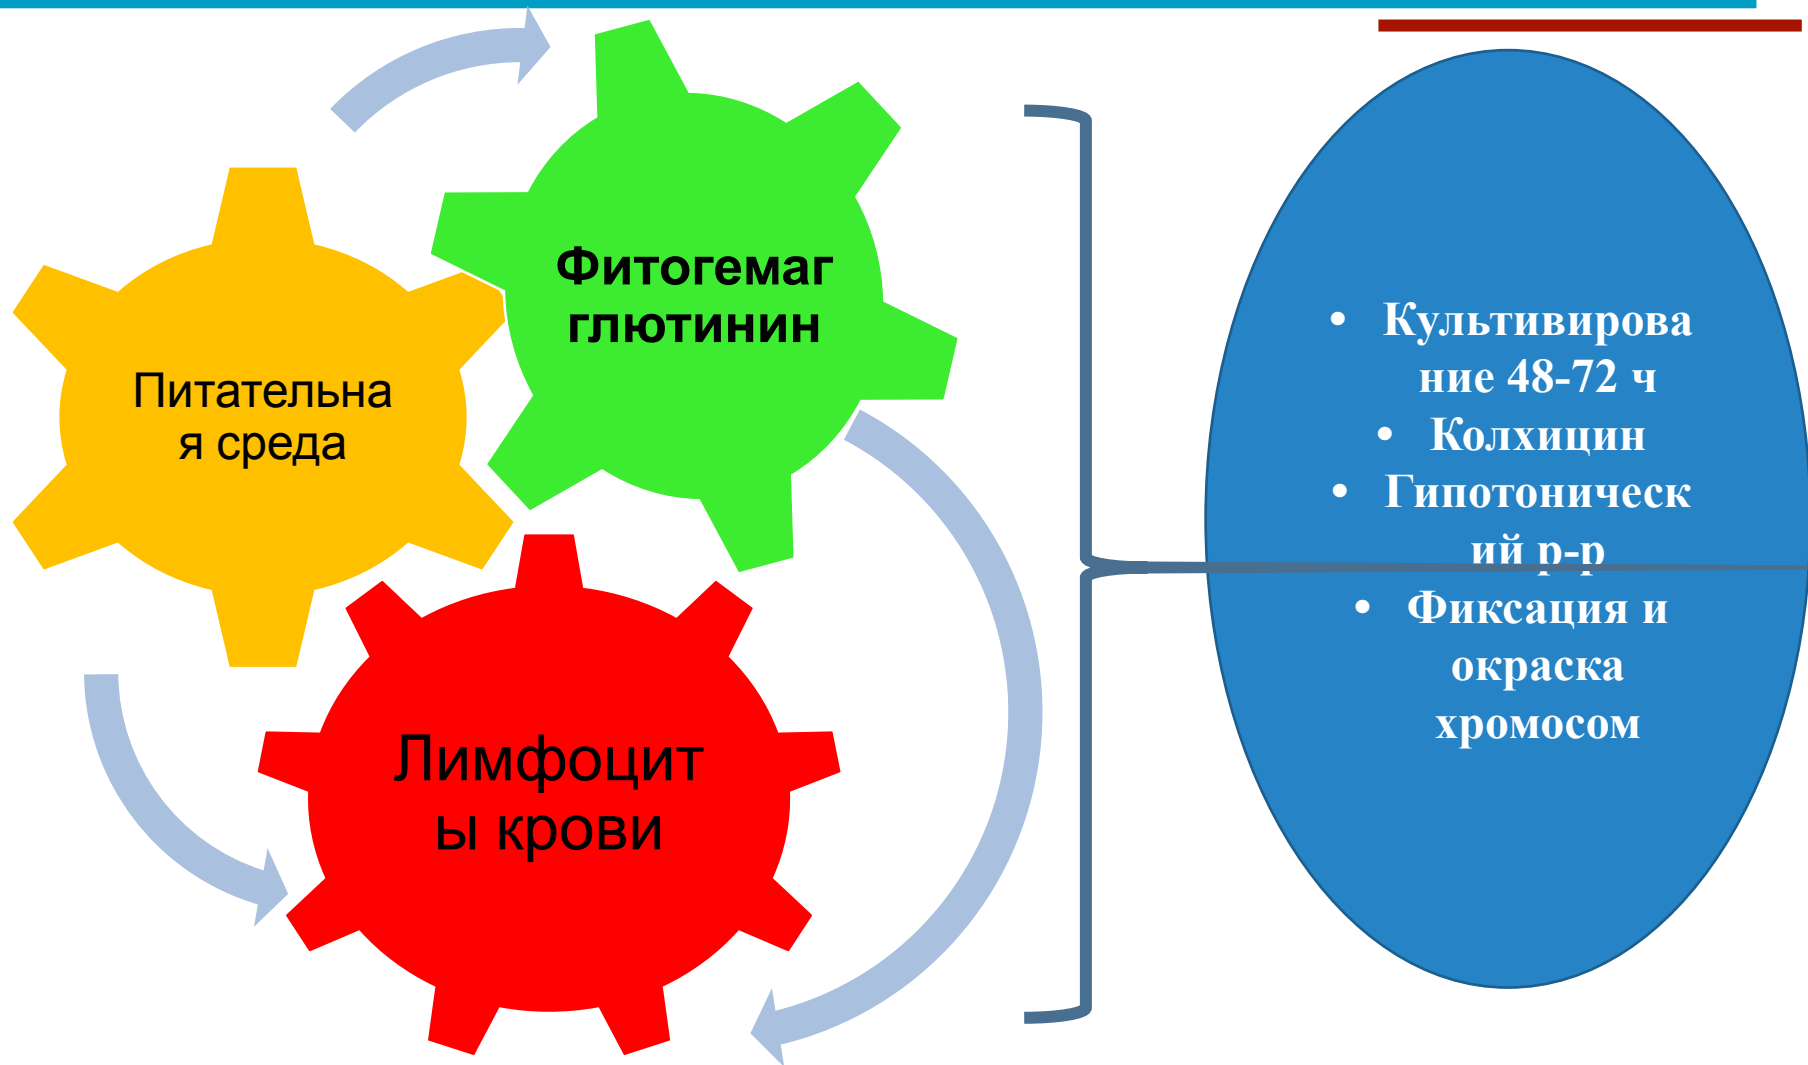 Фитогемаг
глютинин
Питательна
я среда
Лимфоцит
ы крови
• Культивирова
ние 48-72 ч
• Колхицин
• Гипотоническ
ий р-р
• Фиксация и
окраска
хромосом